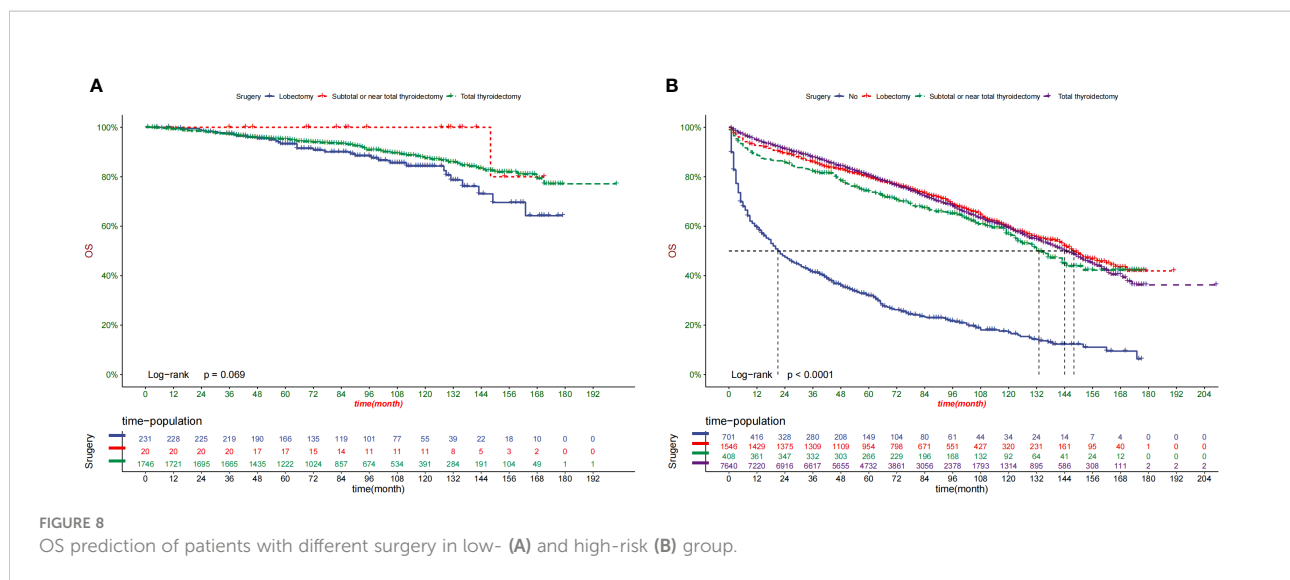 A
Srugery Lobectomy Subtotal or near total thyroidectomy Total thyroidectomy
100%
80%
60%
40%
20%
0%
OS
Log-rank p = 0.069
0 12 24 36 48 60 72 84 96 108 120 132 144 156 168 180 192
time(month)
time-population
Srugery
231 228 225 219 190 166 135 119 101 77 55 39 22 18 10 0 0
20 20 20 20 17 17 15 14 11 11 11 8 5 3 2 0 0
1746 1721 1695 1665 1435 1222 1024 857 674 534 391 284 191 104 49 1 1
0 12 24 36 48 60 72 84 96 108 120 132 144 156 168 180 192
time(month)
B
Srugery No Lobectomy Subtotal or near total thyroidectomy Total thyroidectomy
100%
80%
60%
40%
20%
0%
OS
Log-rank p < 0.0001
0 12 24 36 48 60 72 84 96 108 120 132 144 156 168 180 192 204
time(month)
time-population
Srugery
701 416 328 280 208 149 104 80 61 44 34 24 14 7 4 0 0 0
1546 1429 1375 1309 1109 954 798 671 551 427 320 231 161 95 40 1 0 0
408 361 347 332 303 266 229 196 168 132 92 64 41 24 12 0 0 0
7640 7220 6916 6617 5655 4732 3861 3056 2378 1793 1314 895 586 308 111 2 2 2
0 12 24 36 48 60 72 84 96 108 120 132 144 156 168 180 192 204
time(month)
FIGURE 8
OS prediction of patients with different surgery in low- (A) and high-risk (B) group.